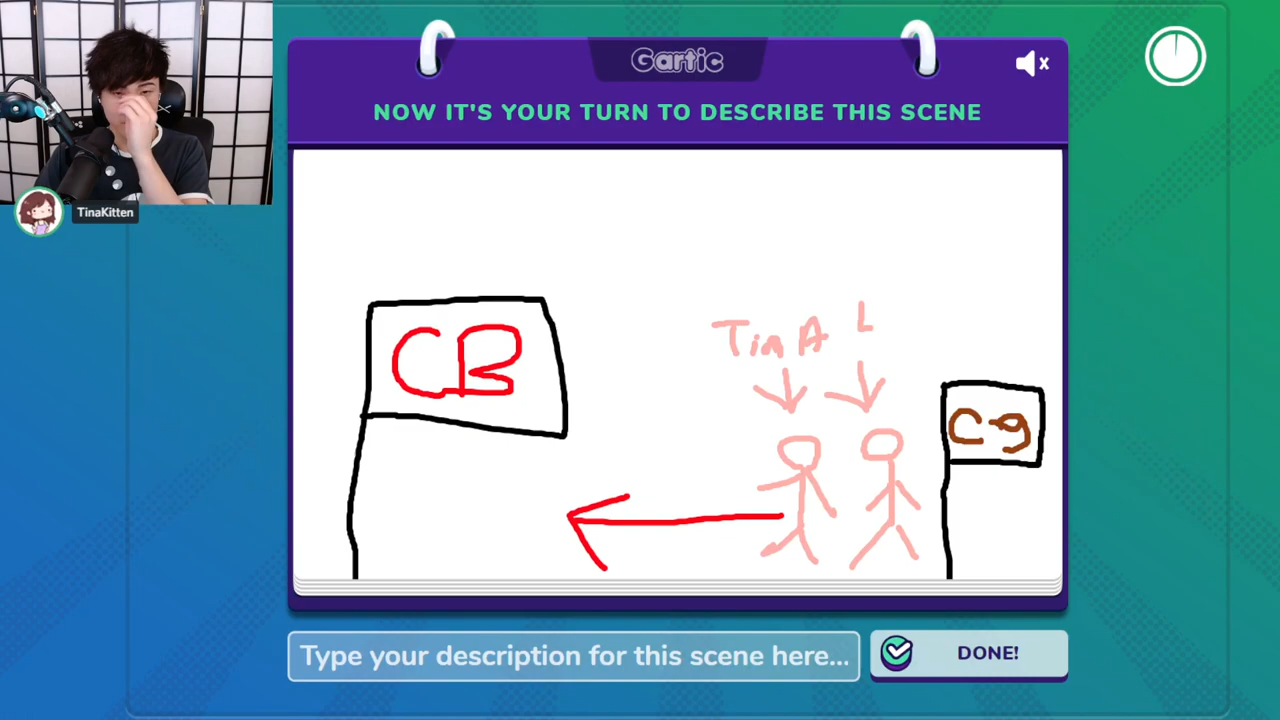 Gartic
NOW IT'S YOUR TURN TO DESCRIBE THIS SCENE
TinaKitten
CB
TinA L
Cg
Type your description for this scene here...
DONE!